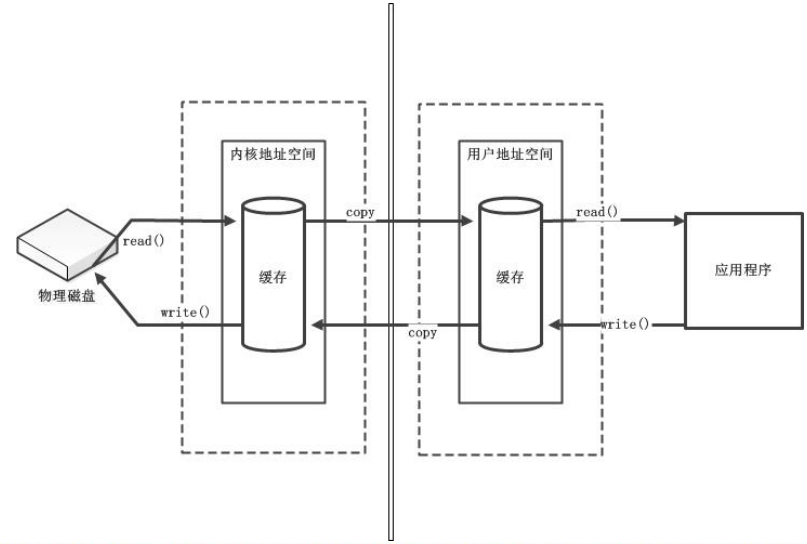 内核地址空间
用户地址空间
copy
read()
read()
缓存
缓存
应用程序
物理磁盘
write()
copy
write()